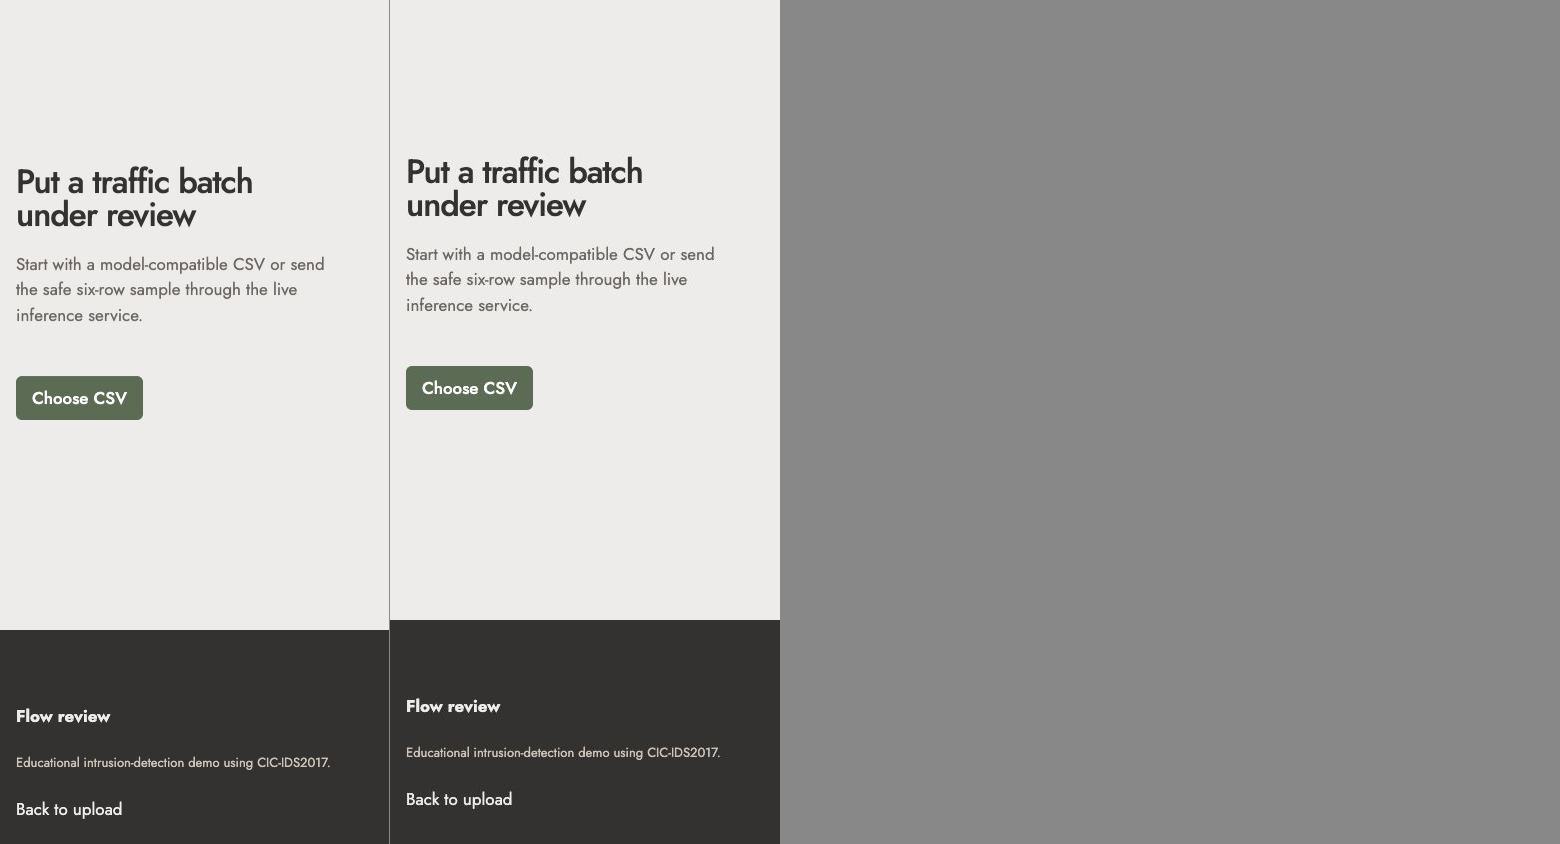 Put a traffic batch
under review
Start with a model-compatible CSV or send
the safe six-row sample through the live
inference service.
Choose CSV
Flow review
Educational intrusion-detection demo using CIC-IDS2017.
Back to upload
Put a traffic batch
under review
Start with a model-compatible CSV or send
the safe six-row sample through the live
inference service.
Choose CSV
Flow review
Educational intrusion-detection demo using CIC-IDS2017.
Back to upload